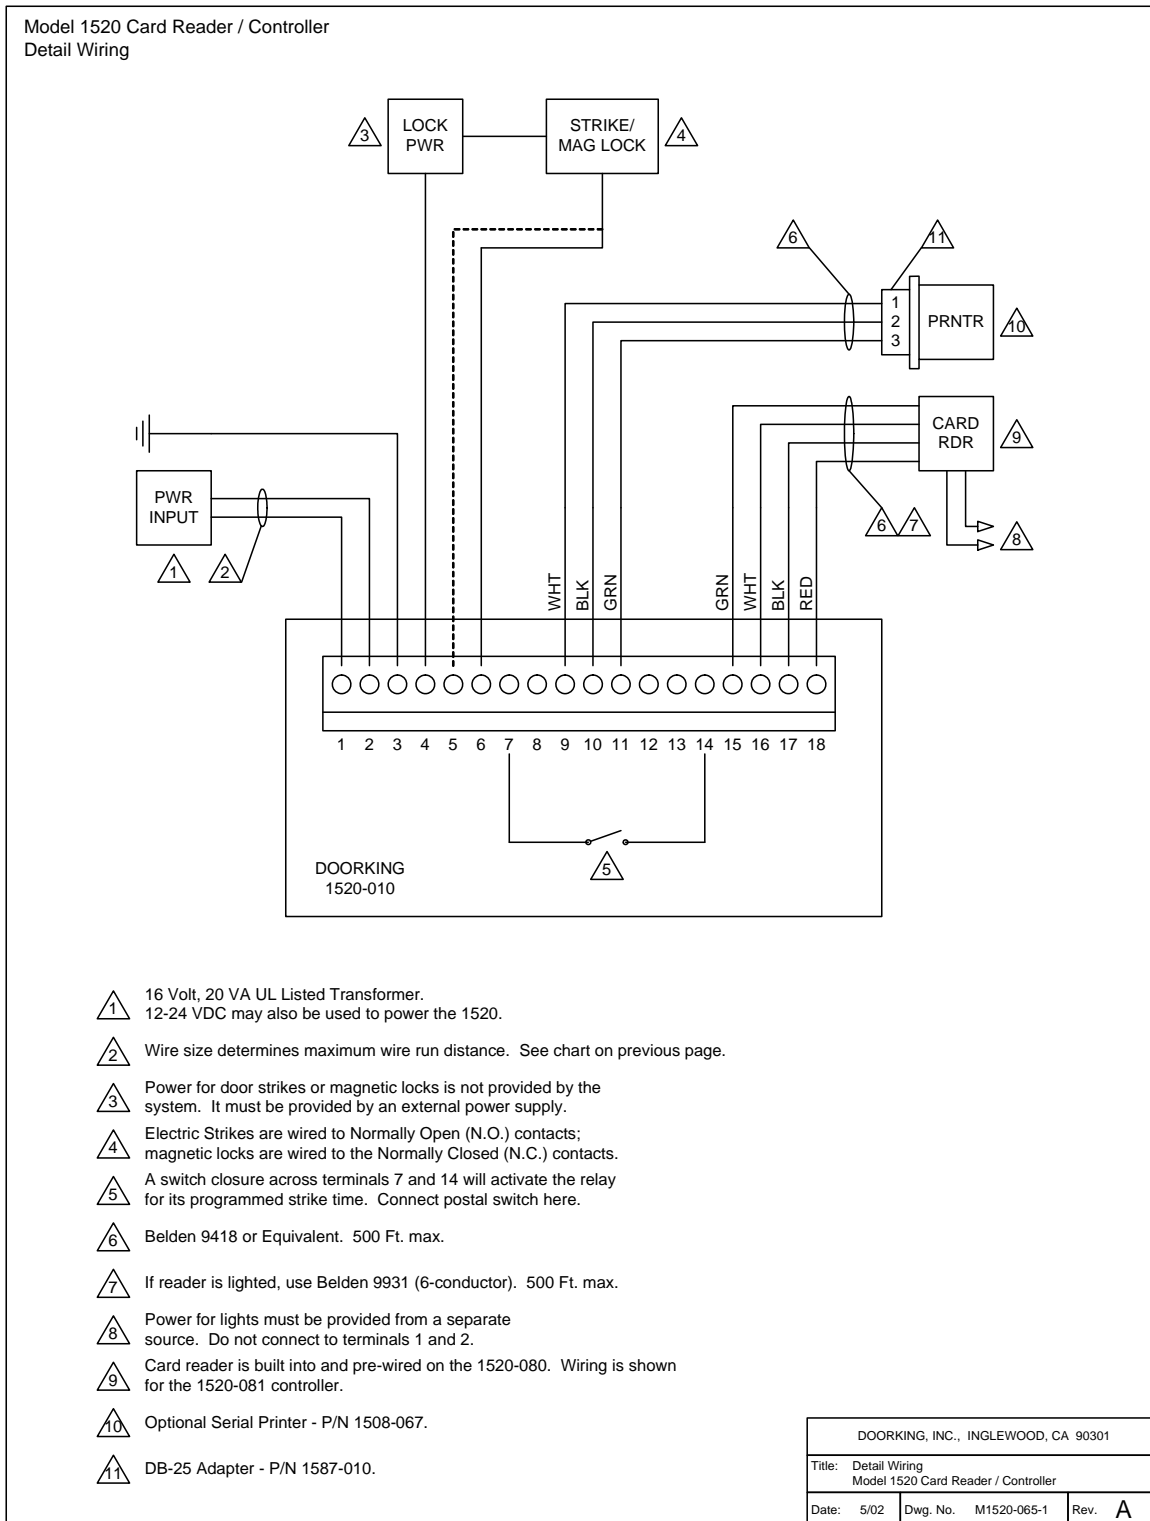 Model 1520 Card Reader / Controller
Detail Wiring
3
LOCK
PWR
STRIKE/
MAG LOCK
4
6
11
1
2
3
PRNTR
10
CARD
RDR
9
PWR
INPUT
1
2
6
7
8
WHT
BLK
GRN
GRN
WHT
BLK
RED
1 2 3 4 5 6 7 8 9 10 11 12 13 14 15 16 17 18
5
DOORKING
1520-010
1
16 Volt, 20 VA UL Listed Transformer.
12-24 VDC may also be used to power the 1520.
2
Wire size determines maximum wire run distance. See chart on previous page.
3
Power for door strikes or magnetic locks is not provided by the
system. It must be provided by an external power supply.
4
Electric Strikes are wired to Normally Open (N.O.) contacts;
magnetic locks are wired to the Normally Closed (N.C.) contacts.
5
A switch closure across terminals 7 and 14 will activate the relay
for its programmed strike time. Connect postal switch here.
6
Belden 9418 or Equivalent. 500 Ft. max.
7
If reader is lighted, use Belden 9931 (6-conductor). 500 Ft. max.
8
Power for lights must be provided from a separate
source. Do not connect to terminals 1 and 2.
9
Card reader is built into and pre-wired on the 1520-080. Wiring is shown
for the 1520-081 controller.
10
Optional Serial Printer - P/N 1508-067.
11
DB-25 Adapter - P/N 1587-010.
DOORKING, INC., INGLEWOOD, CA 90301
Title: Detail Wiring
Model 1520 Card Reader / Controller
Date: 5/02 Dwg. No. M1520-065-1 Rev. A